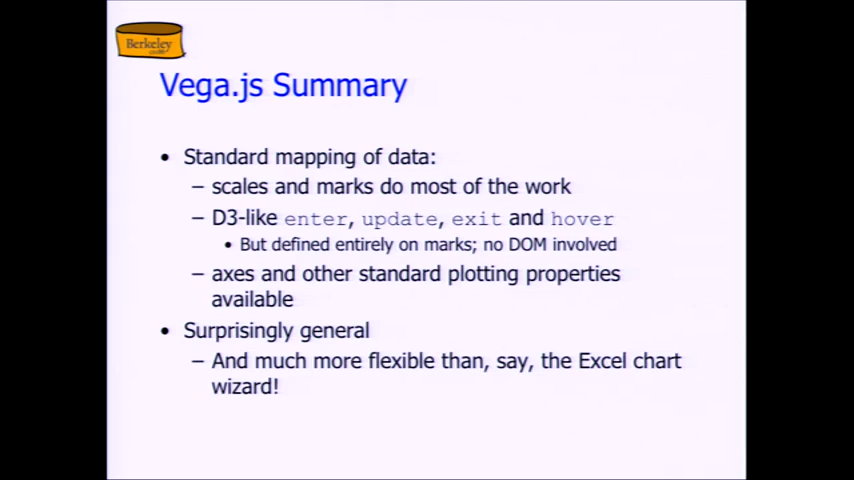 Berkeley
Vega.js Summary
• Standard mapping of data:
– scales and marks do most of the work
– D3-like enter, update, exit and hover
• But defined entirely on marks; no DOM involved
– axes and other standard plotting properties
available
• Surprisingly general
– And much more flexible than, say, the Excel chart
wizard!